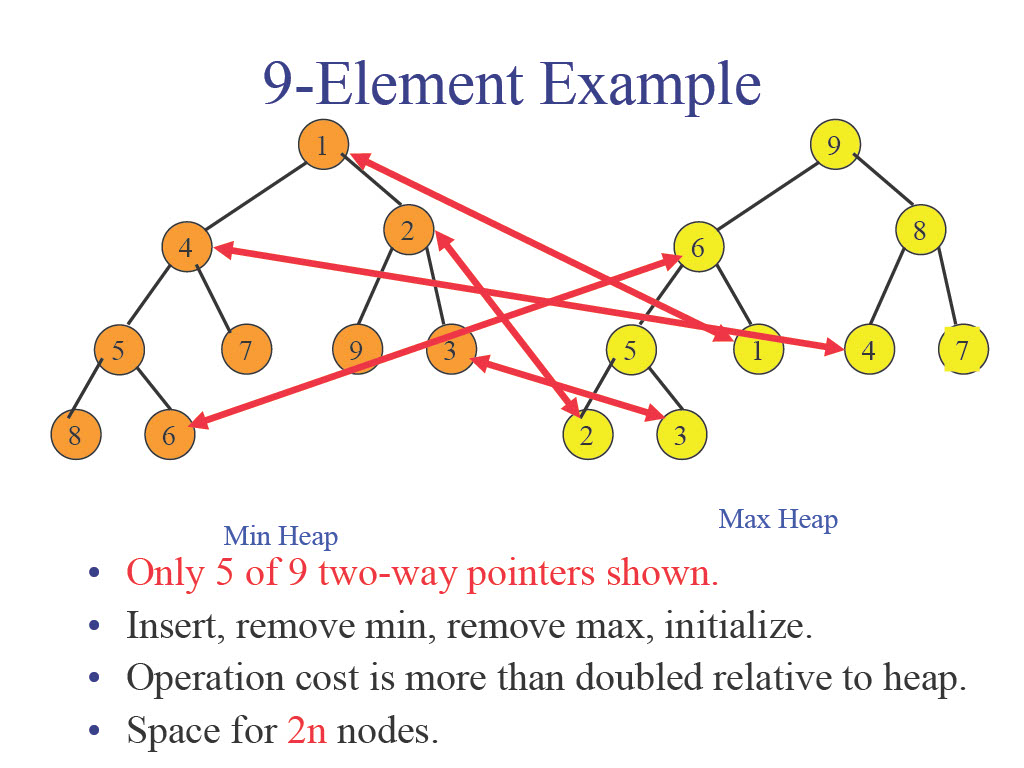 9-Element Example
1
9
4
2
6
8
5
7
9
3
5
1
4
7
8
6
2
3
Min Heap
Max Heap
• Only 5 of 9 two-way pointers shown.
• Insert, remove min, remove max, initialize.
• Operation cost is more than doubled relative to heap.
• Space for 2n nodes.